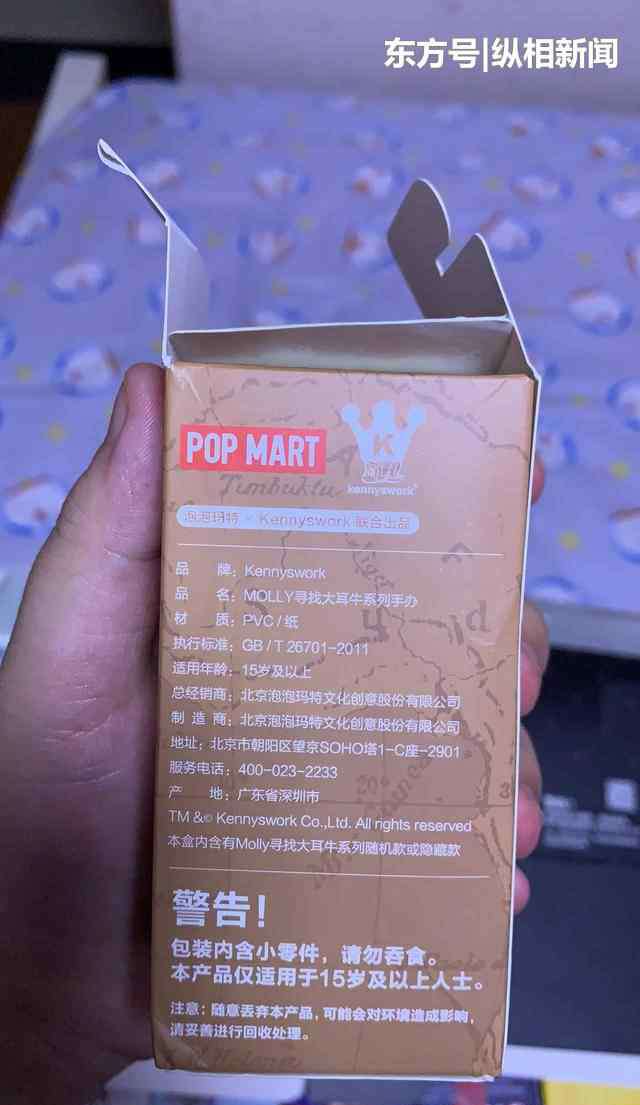 东方号|纵相新闻
POP MART
K
kennyswork
Timbuktu
泡泡玛特 × Kennyswork 联合出品
品 牌：Kennyswork
品 名：MOLLY寻找大耳牛系列手办
材 质：PVC / 纸
执行标准：GB / T 26701-2011
适用年龄：15岁及以上
总经销商：北京泡泡玛特文化创意股份有限公司
制 造 商：北京泡泡玛特文化创意股份有限公司
地址：北京市朝阳区望京SOHO塔1-C座-2901
服务电话：400-023-2233
产 地：广东省深圳市
TM &© Kennyswork Co.,Ltd. All rights reserved
本盒内含有Molly寻找大耳牛系列随机款或隐藏款
警告！
包装内含小零件，请勿吞食。
本产品仅适用于15岁及以上人士。
注意：随意丢弃本产品，可能会对环境造成影响，
请妥善进行回收处理。